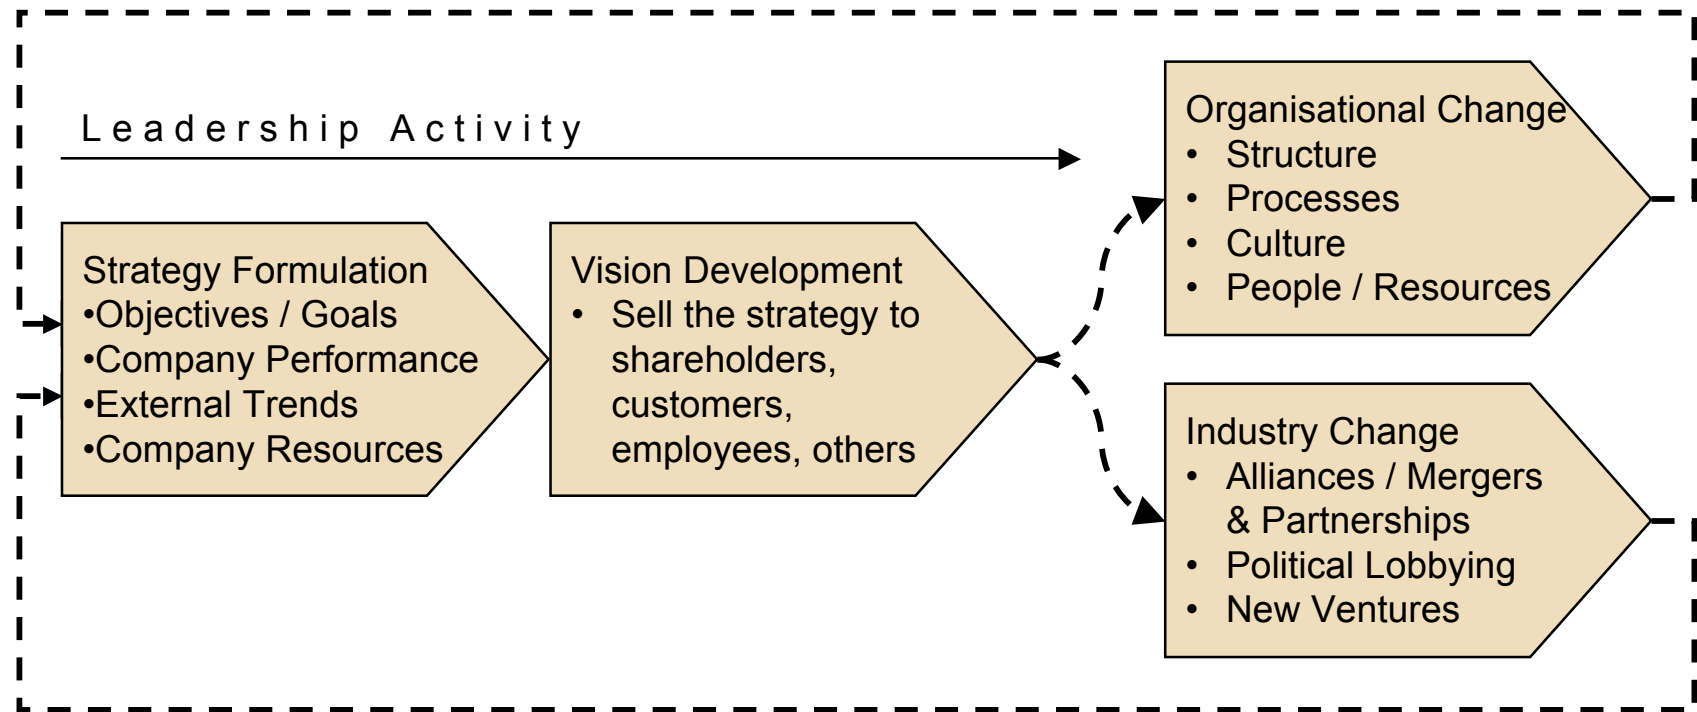 Leadership Activity
Strategy Formulation
•Objectives / Goals
•Company Performance
•External Trends
•Company Resources
Vision Development
• Sell the strategy to
shareholders,
customers,
employees, others
Organisational Change
• Structure
• Processes
• Culture
• People / Resources
Industry Change
• Alliances / Mergers
& Partnerships
• Political Lobbying
• New Ventures